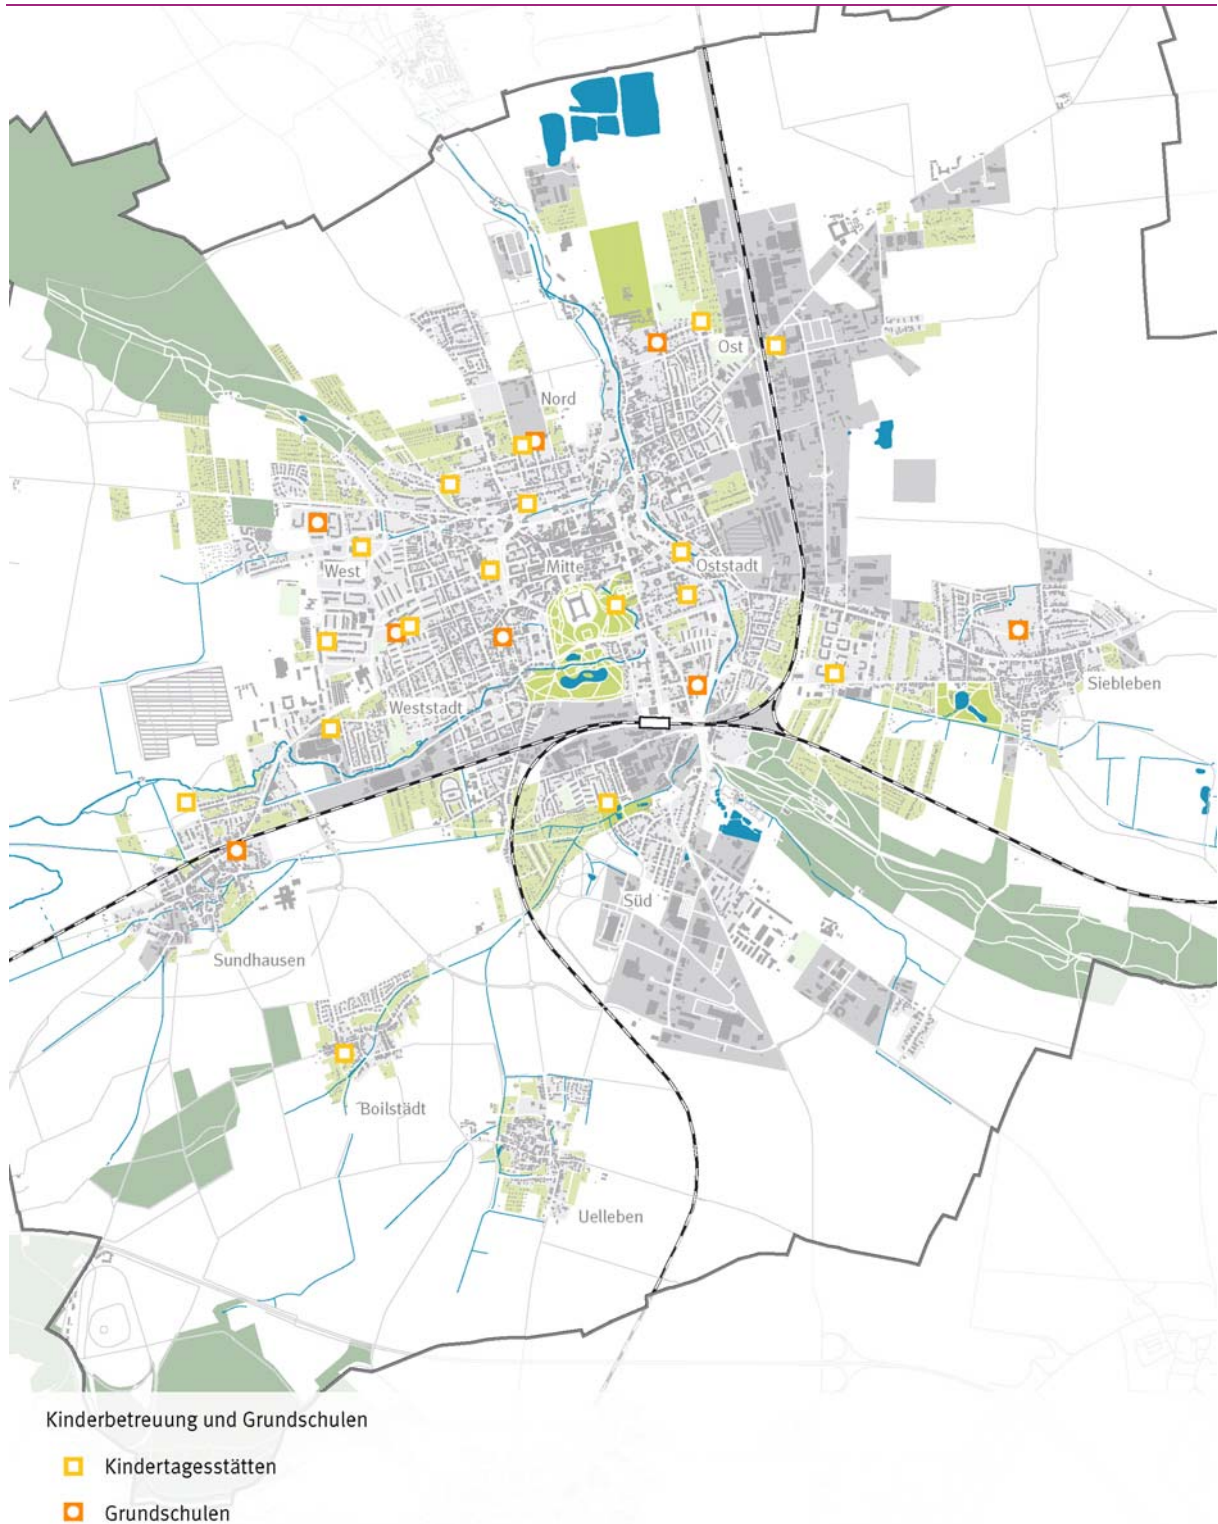 Ost
Nord
West
Mitte
Oststadt
Siebleben
Weststadt
Süd
Sundhausen
Boilstädt
Uelleben
Kinderbetreuung und Grundschulen
Kindertagesstätten
Grundschulen